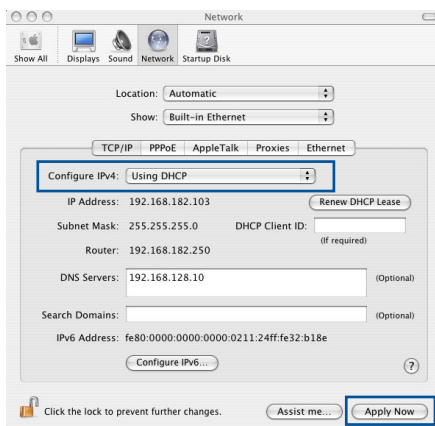 Network
Show All Displays Sound Network Startup Disk
Location: Automatic
Show: Built-in Ethernet
TCP/IP PPPoE AppleTalk Proxies Ethernet
Configure IPv4: Using DHCP
IP Address: 192.168.182.103 Renew DHCP Lease
Subnet Mask: 255.255.255.0 DHCP Client ID:
(If required)
Router: 192.168.182.250
DNS Servers: 192.168.128.10 (Optional)
Search Domains: (Optional)
IPv6 Address: fe80:0000:0000:0000:0211:24ff:fe32:b18e
Configure IPv6... ?
Click the lock to prevent further changes. Assist me... Apply Now